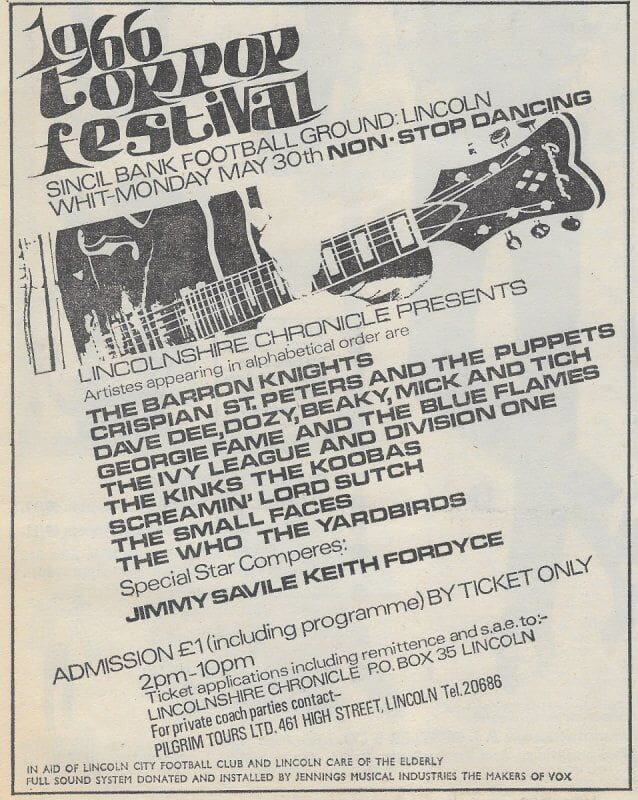 1966
TOPPOP
festival
SINCIL BANK FOOTBALL GROUND: LINCOLN
WHIT-MONDAY MAY 30th NON-STOP DANCING
LINCOLNSHIRE CHRONICLE PRESENTS
Artistes appearing in alphabetical order are
THE BARRON KNIGHTS
CRISPIAN ST. PETERS AND THE PUPPETS
DAVE DEE, DOZY, BEAKY, MICK AND TICH
GEORGIE FAME AND THE BLUE FLAMES
THE IVY LEAGUE AND DIVISION ONE
THE KINKS THE KOOBAS
SCREAMIN' LORD SUTCH
THE SMALL FACES
THE WHO THE YARDBIRDS
Special Star Comperes:
JIMMY SAVILE KEITH FORDYCE
ADMISSION £1 (including programme) BY TICKET ONLY
2pm-10pm
Ticket applications including remittence and s.a.e. to:-
LINCOLNSHIRE CHRONICLE P.O. BOX 35 LINCOLN
For private coach parties contact-
PILGRIM TOURS LTD. 461 HIGH STREET, LINCOLN Tel. 20686
IN AID OF LINCOLN CITY FOOTBALL CLUB AND LINCOLN CARE OF THE ELDERLY
FULL SOUND SYSTEM DONATED AND INSTALLED BY JENNINGS MUSICAL INDUSTRIES THE MAKERS OF VOX